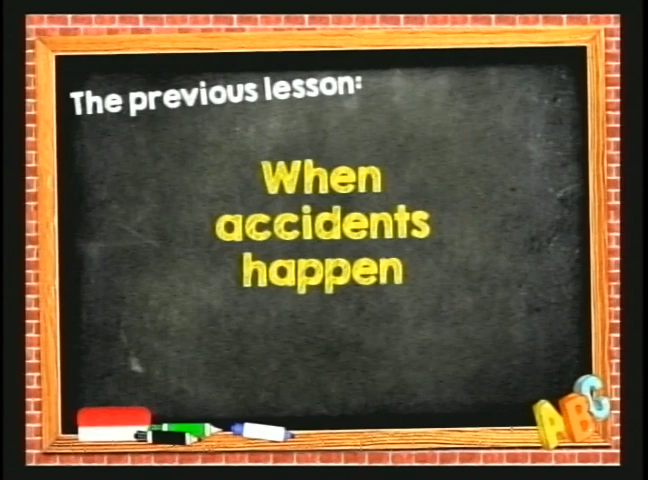 The previous lesson:
When
accidents
happen
ABC